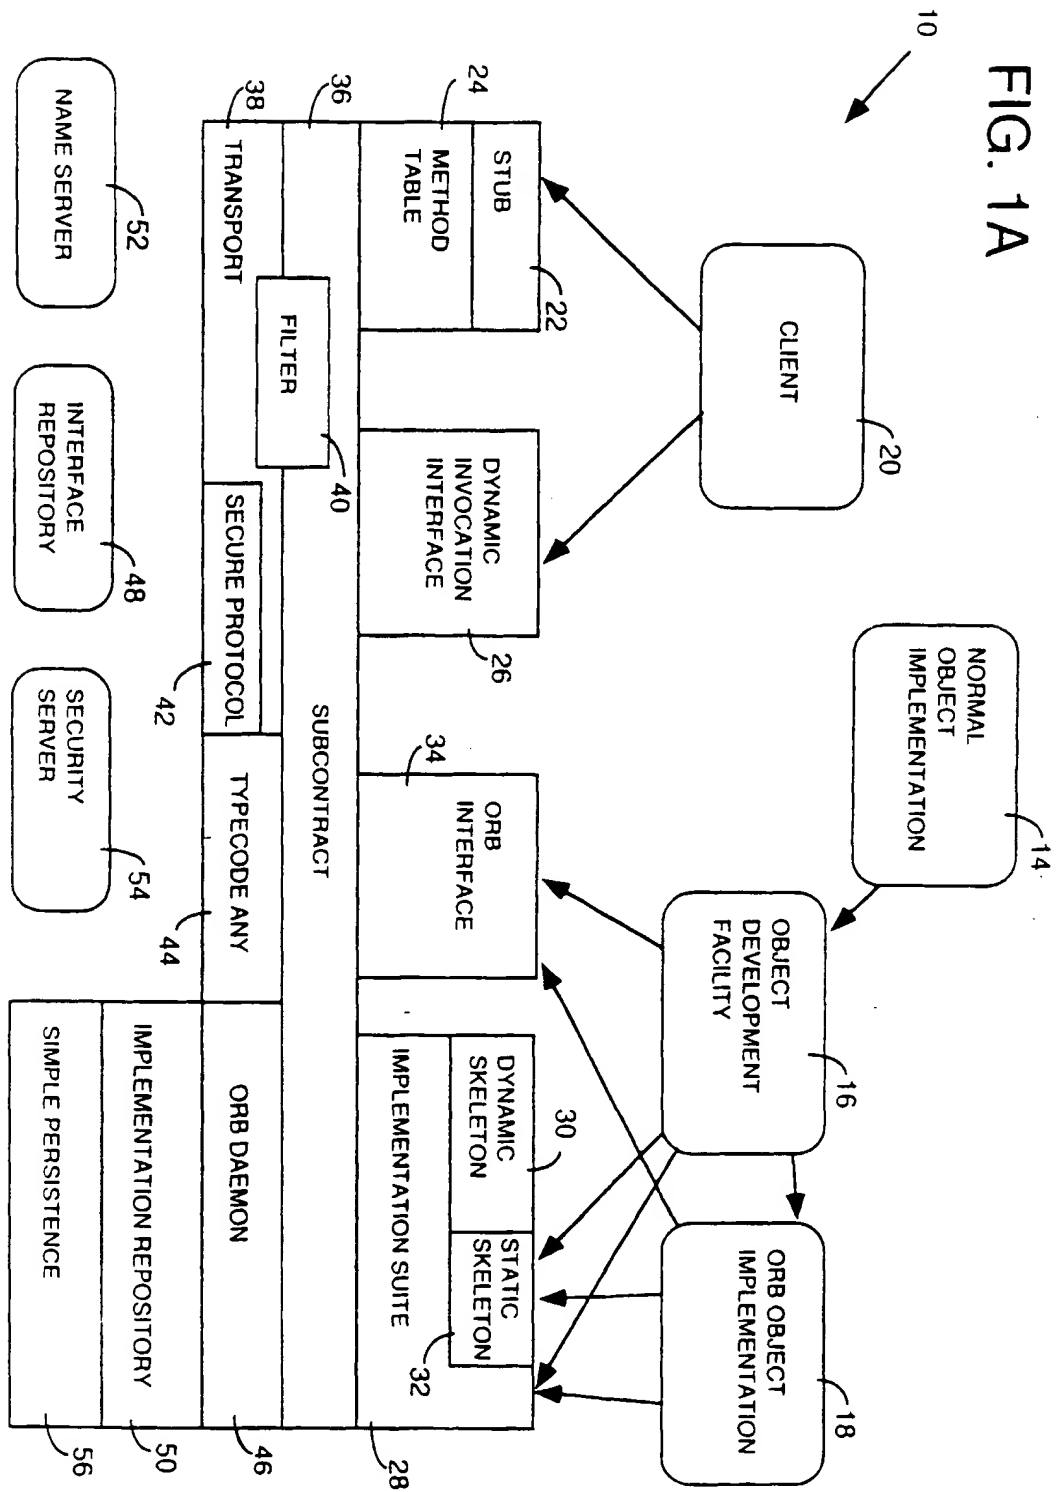 FIG. 1A
10
CLIENT
20
NORMAL
OBJECT
IMPLEMENTATION
14
OBJECT
DEVELOPMENT
FACILITY
16
ORB OBJECT
IMPLEMENTATION
18
STUB
22
METHOD
TABLE
24
DYNAMIC
INVOCATION
INTERFACE
26
ORB
INTERFACE
34
DYNAMIC
SKELETON
30
STATIC
SKELETON
32
IMPLEMENTATION SUITE
28
36
SUBCONTRACT
FILTER
40
38
TRANSPORT
SECURE PROTOCOL
42
TYPECODE ANY
44
ORB DAEMON
46
IMPLEMENTATION REPOSITORY
50
SIMPLE PERSISTENCE
56
NAME SERVER
52
INTERFACE
REPOSITORY
48
SECURITY
SERVER
54